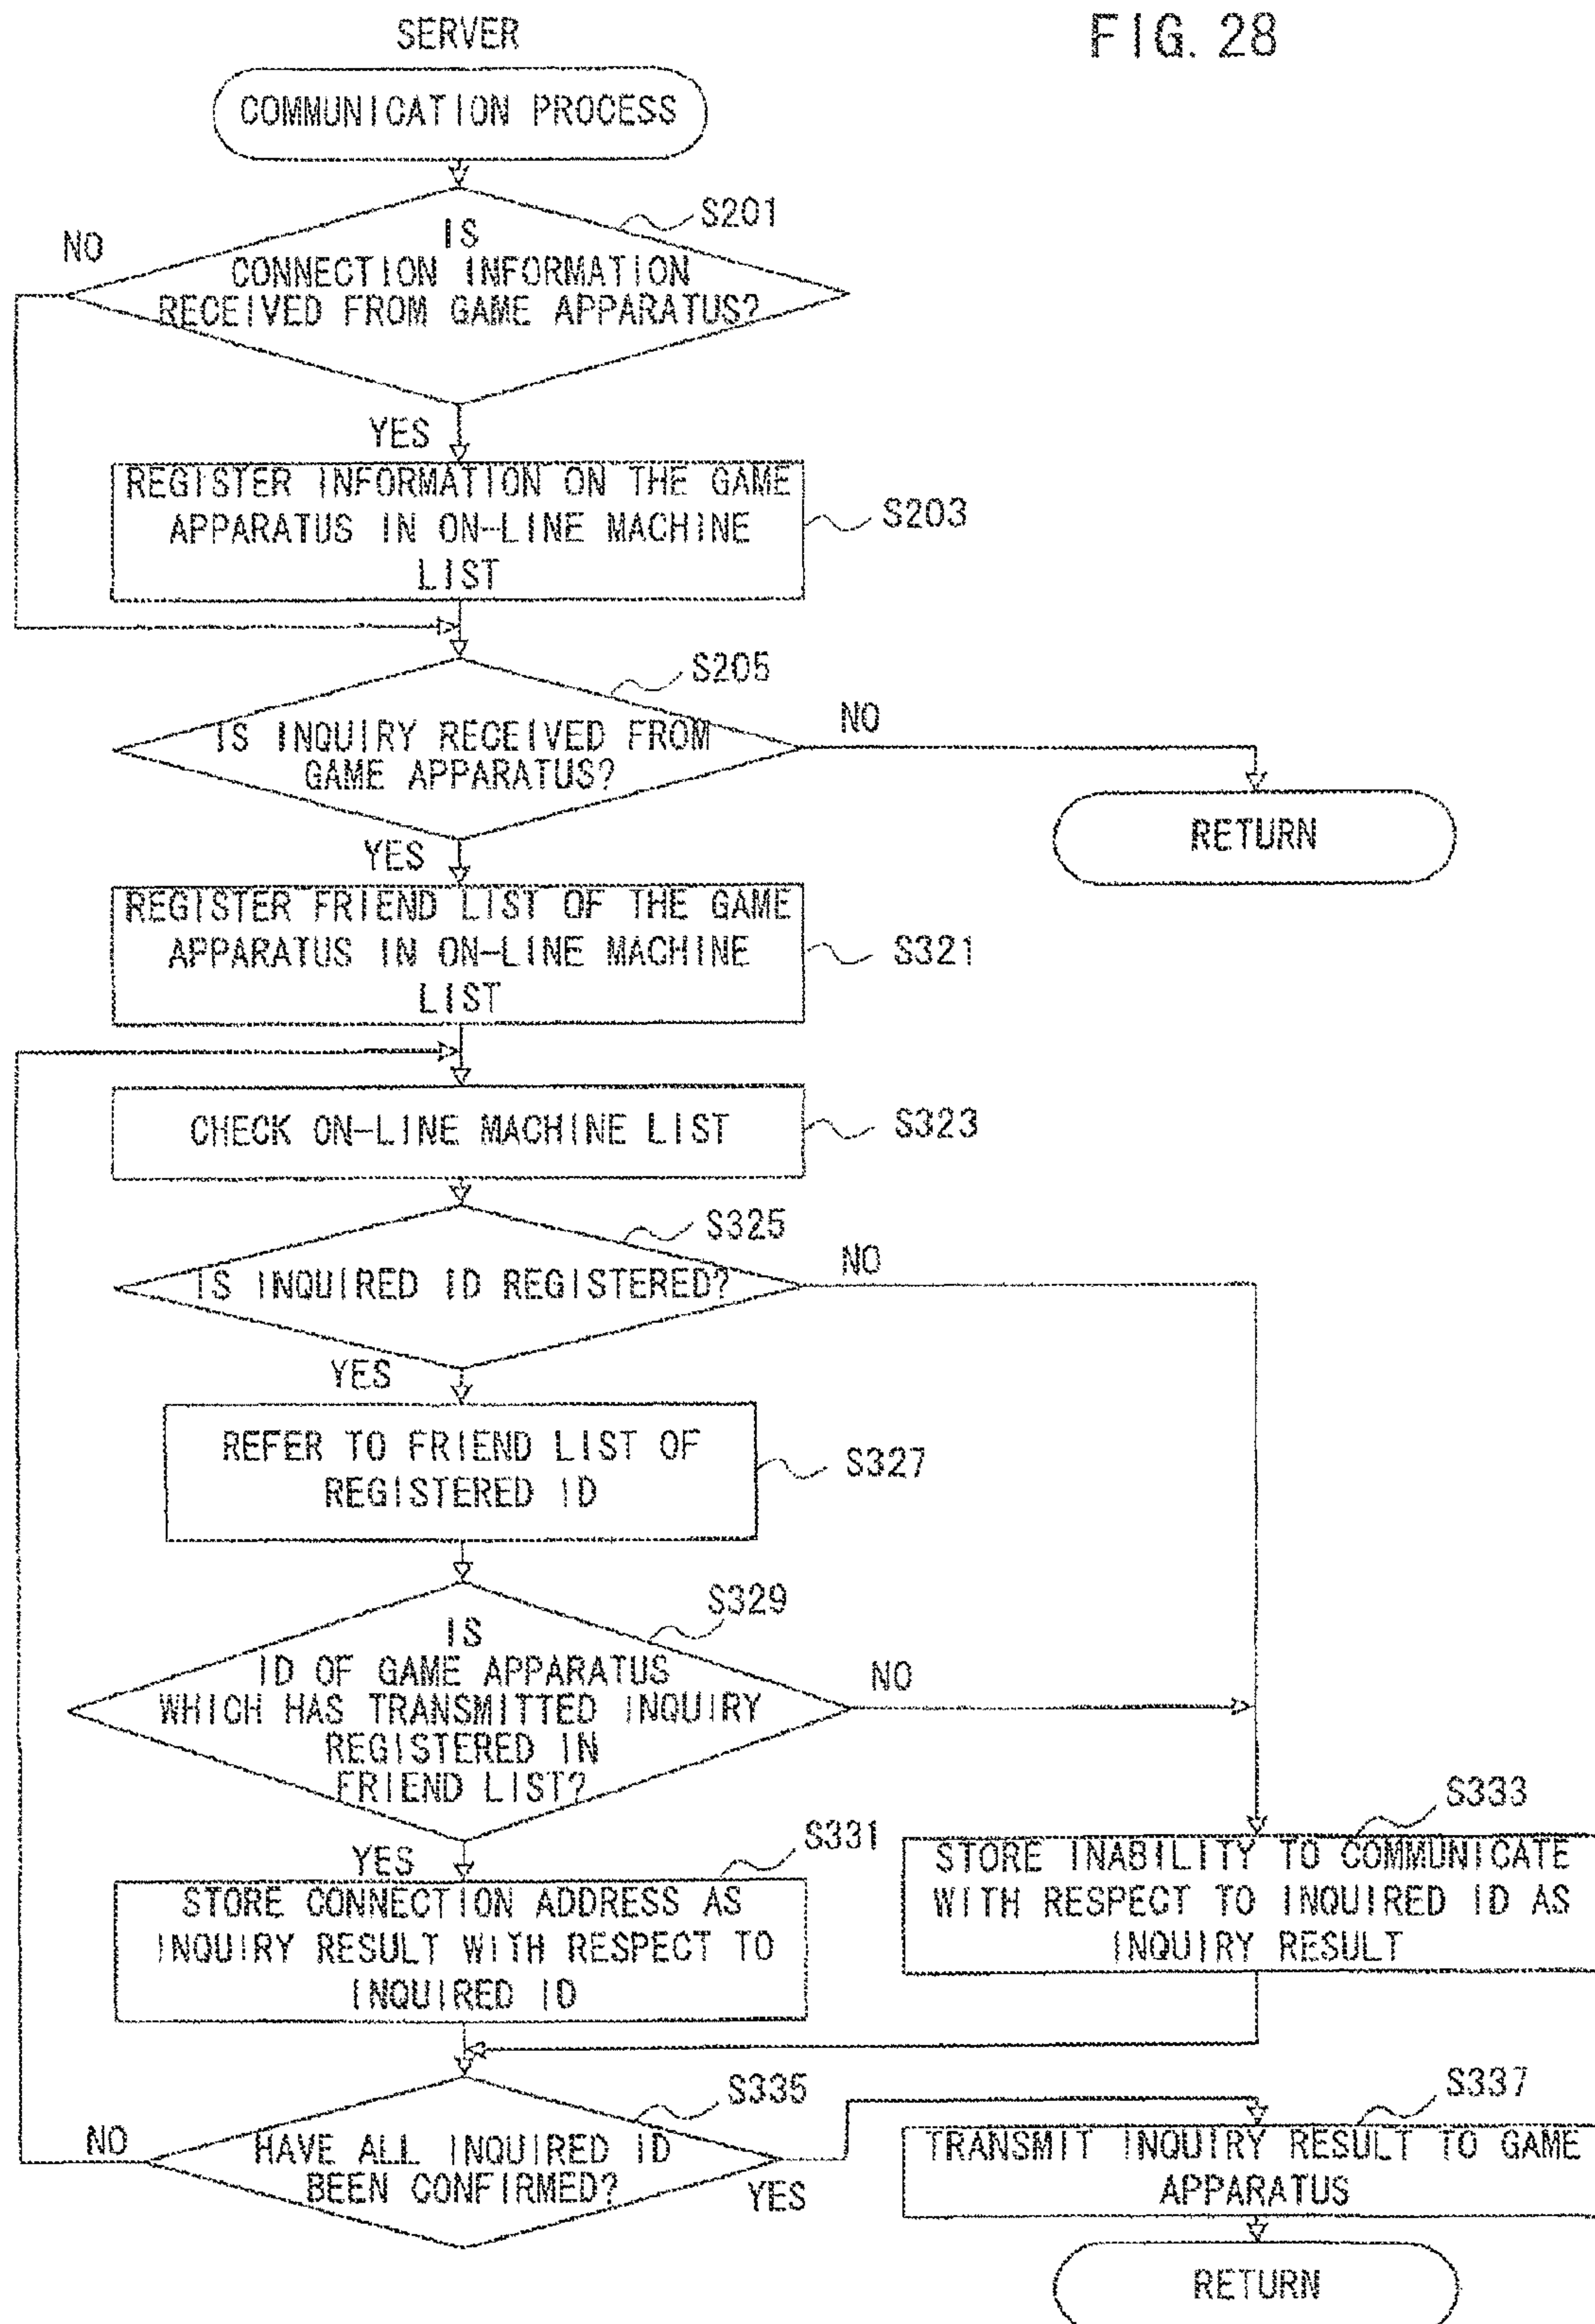 SERVER
FIG. 28
COMMUNICATION PROCESS
S201
NO
IS
CONNECTION INFORMATION
RECEIVED FROM GAME APPARATUS?
YES
REGISTER INFORMATION ON THE GAME
APPARATUS IN ON-LINE MACHINE
LIST
S203
S205
NO
IS INQUIRY RECEIVED FROM
GAME APPARATUS?
RETURN
YES
REGISTER FRIEND LIST OF THE GAME
APPARATUS IN ON-LINE MACHINE
LIST
S321
CHECK ON-LINE MACHINE LIST
S323
S325
NO
IS INQUIRED ID REGISTERED?
YES
REFER TO FRIEND LIST OF
REGISTERED ID
S327
S329
IS
ID OF GAME APPARATUS
WHICH HAS TRANSMITTED INQUIRY
REGISTERED IN
FRIEND LIST?
NO
YES
S331
STORE CONNECTION ADDRESS AS
INQUIRY RESULT WITH RESPECT TO
INQUIRED ID
S333
STORE INABILITY TO COMMUNICATE
WITH RESPECT TO INQUIRED ID AS
INQUIRY RESULT
S335
NO
HAVE ALL INQUIRED ID
BEEN CONFIRMED?
YES
S337
TRANSMIT INQUIRY RESULT TO GAME
APPARATUS
RETURN